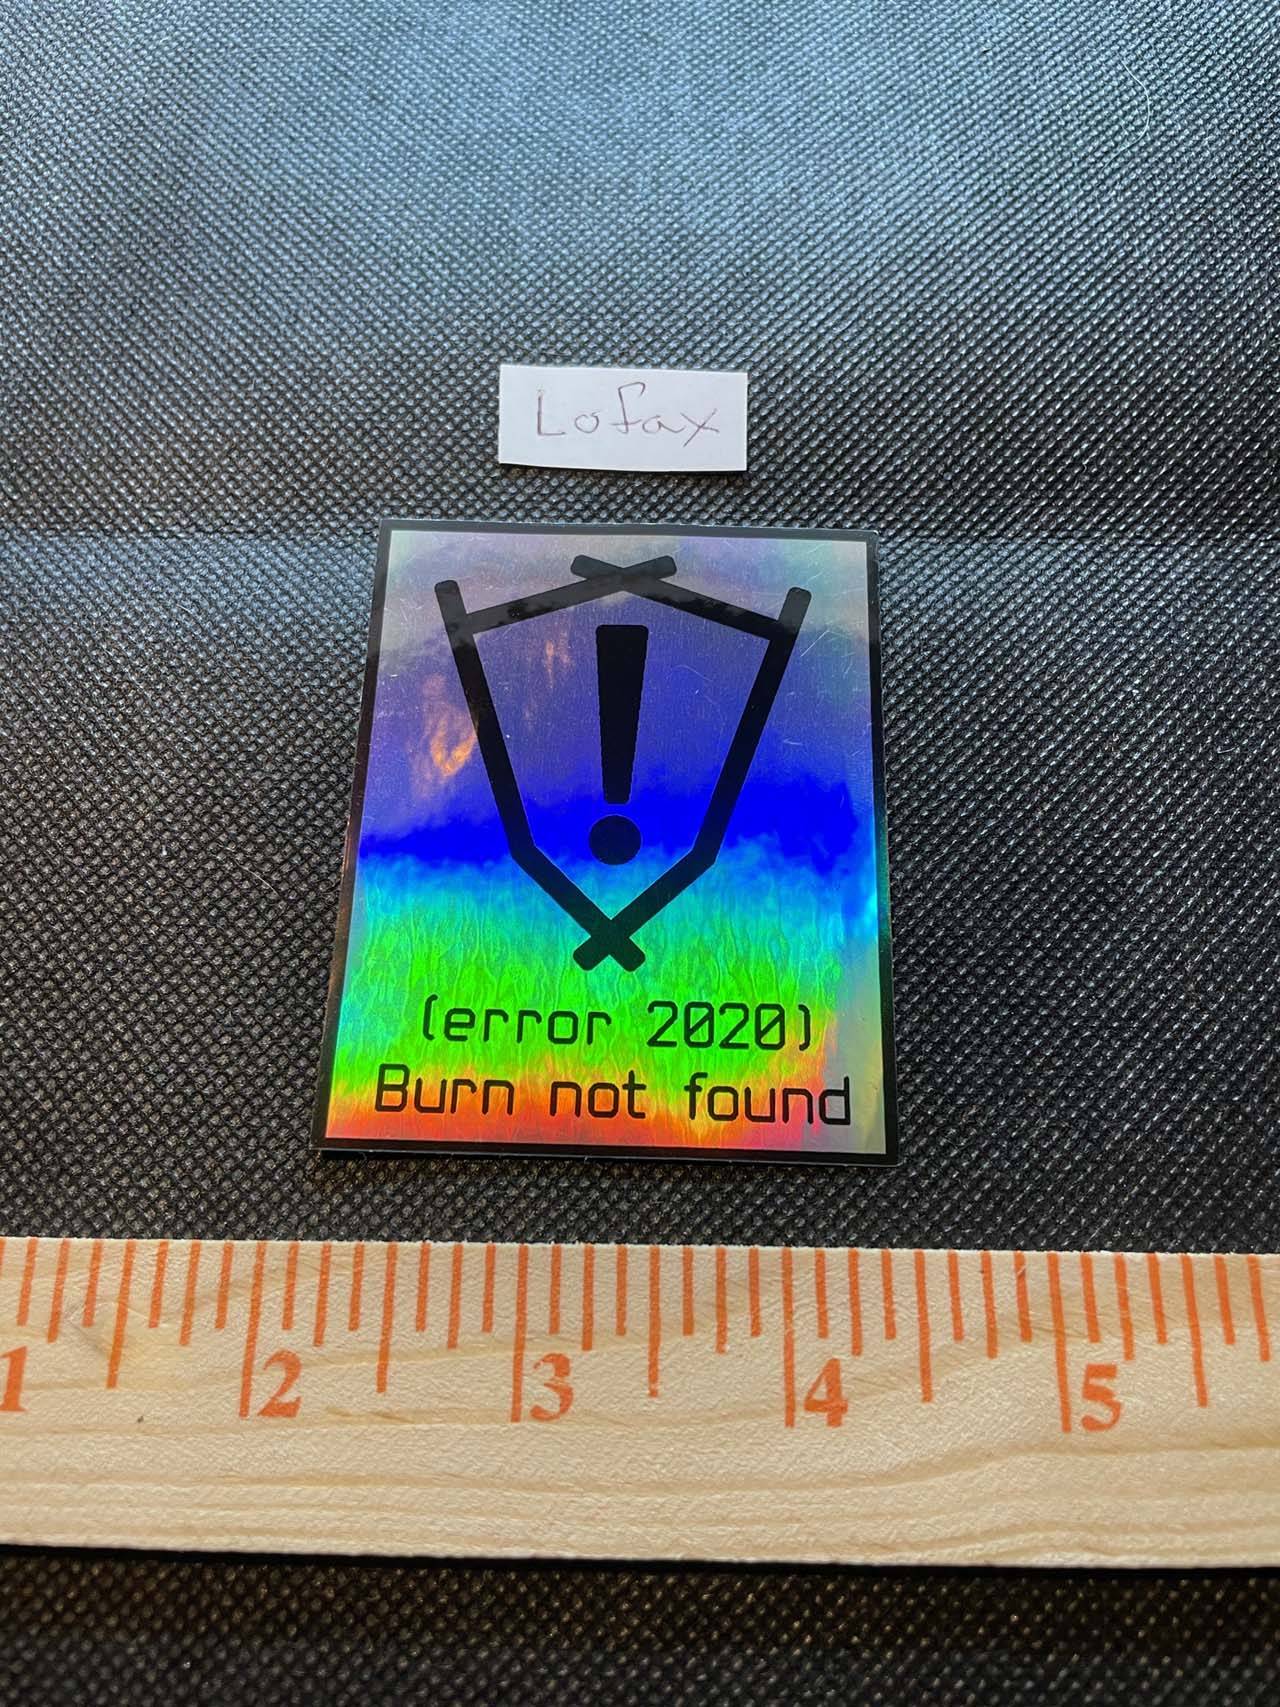 Lofax
!
(error 2020)
Burn not found
1 2 3 4 5